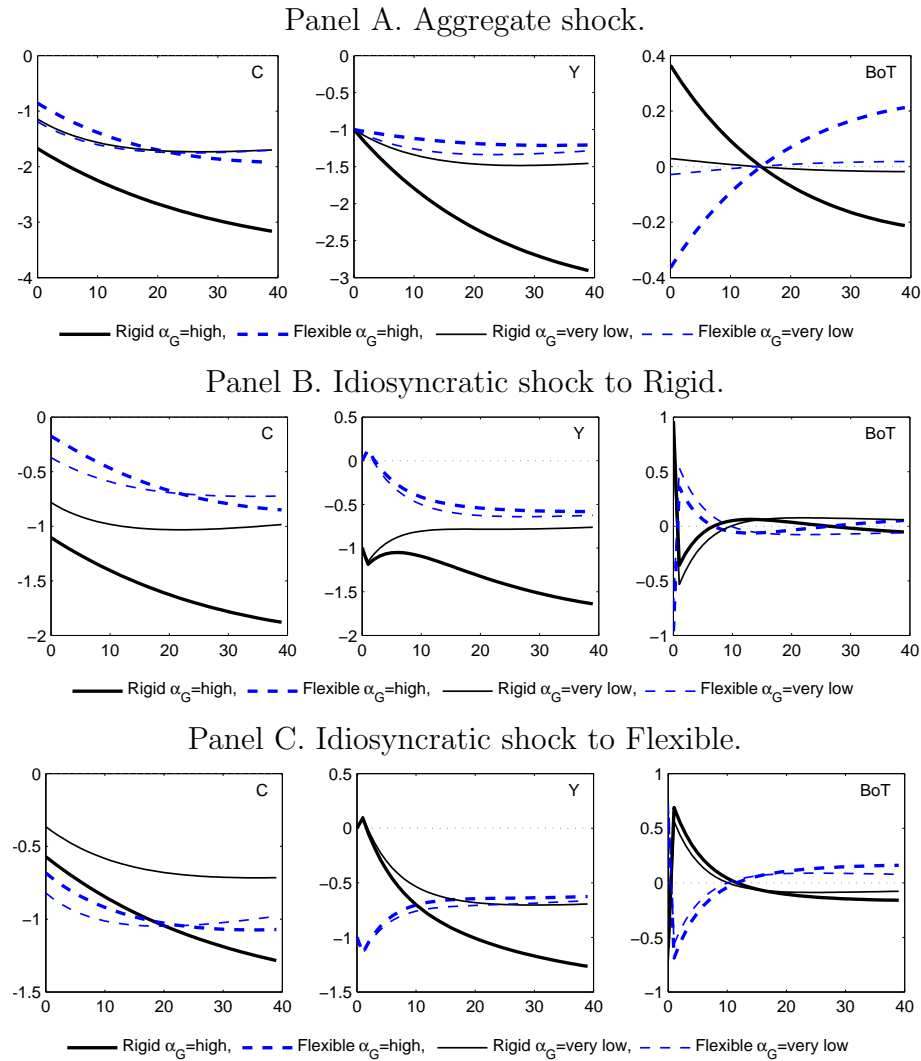 Panel A. Aggregate shock.
C Y BoT
0 0 0.4
-1 -0.5 0.2
-1
-2 -1.5 0
-2
-3 -0.2
-2.5
-4 -3 -0.4
0 10 20 30 40 0 10 20 30 40 0 10 20 30 40
Rigid α_G=high, Flexible α_G=high, Rigid α_G=very low, Flexible α_G=very low
Panel B. Idiosyncratic shock to Rigid.
C Y BoT
0 0.5 1
-0.5 0 0.5
-1 -0.5 0
-1
-1.5 -0.5
-1.5
-2 -2 -1
0 10 20 30 40 0 10 20 30 40 0 10 20 30 40
Rigid α_G=high, Flexible α_G=high, Rigid α_G=very low, Flexible α_G=very low
Panel C. Idiosyncratic shock to Flexible.
C Y BoT
0 0.5 1
0 0.5
-0.5
-0.5 0
-1
-1 -0.5
-1.5 -1.5 -1
0 10 20 30 40 0 10 20 30 40 0 10 20 30 40
Rigid α_G=high, Flexible α_G=high, Rigid α_G=very low, Flexible α_G=very low